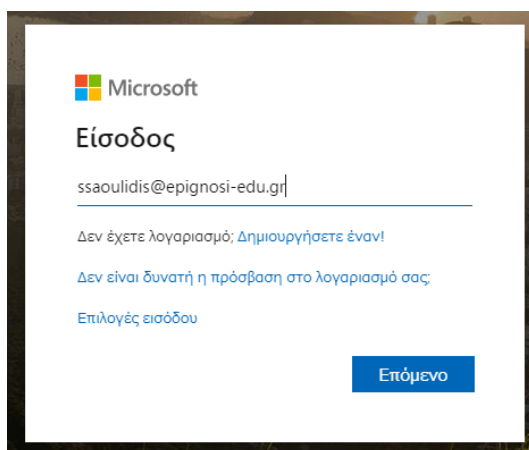 Microsoft
Είσοδος
ssaoulidis@epignosi-edu.gr
Δεν έχετε λογαριασμό; Δημιουργήσετε έναν!
Δεν είναι δυνατή η πρόσβαση στο λογαριασμό σας;
Επιλογές εισόδου
Επόμενο